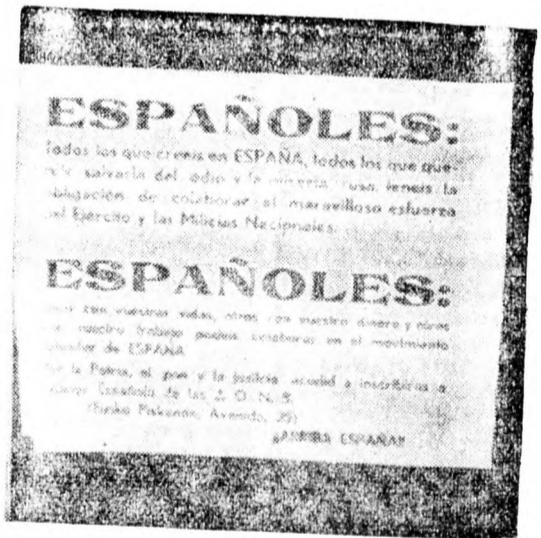 ESPAÑOLES:
Todos los que creeis en ESPAÑA, todos los que que-
reis salvarla del odio y la miseria rusa, teneis la
obligación de colaborar al maravilloso esfuerzo
del Ejército y las Milicias Nacionales.
ESPAÑOLES:
con vuestras vidas, otros con vuestro dinero y otros
con vuestro trabajo podeis colaborar en el movimiento
salvador de ESPAÑA
Por la Patria, el pan y la justicia acudid a inscribiros a
Falange Española de las J. O. N. S.
¡¡ARRIBA ESPAÑA!!